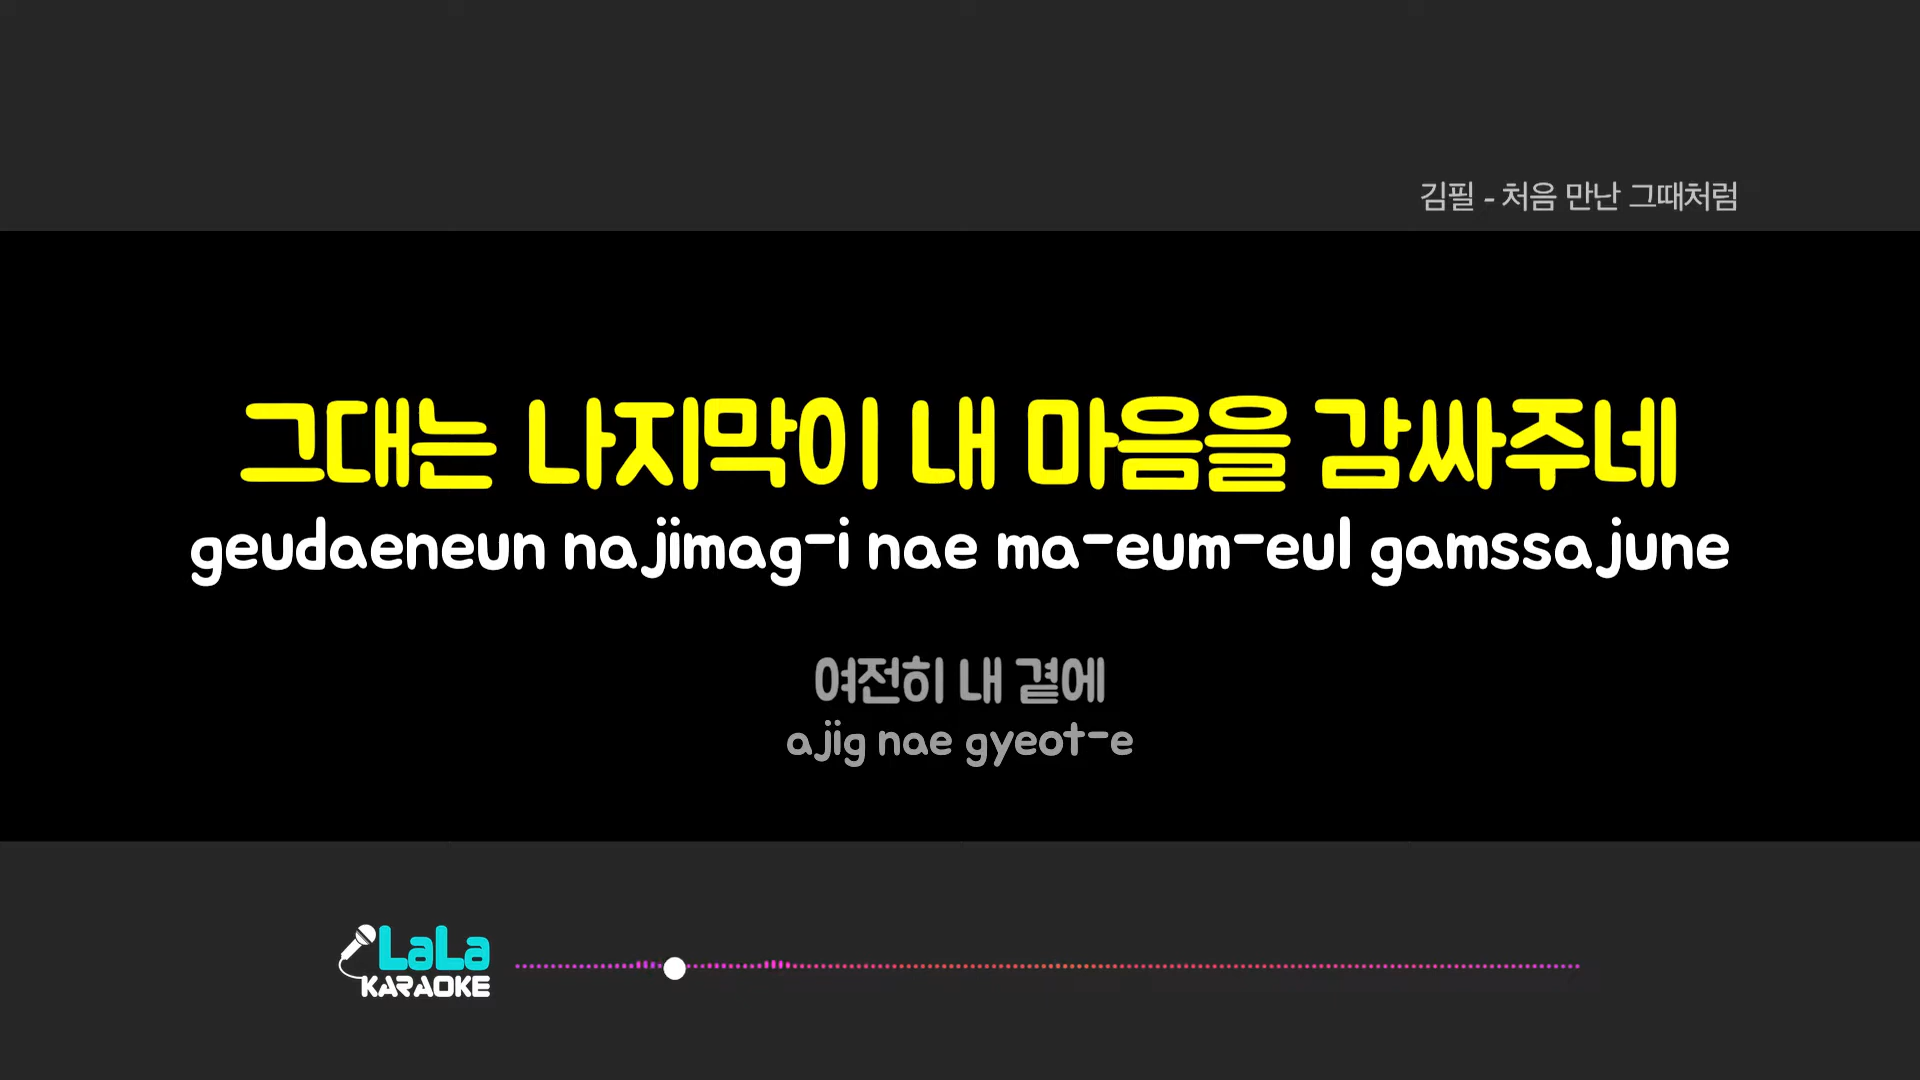 김필 - 처음 만난 그때처럼
그대는 나지막이 내 마음을 감싸주네
geudaeneun najimag-i nae ma-eum-eul gamssajune
여전히 내 곁에
ajig nae gyeot-e
LaLa
KARAOKE